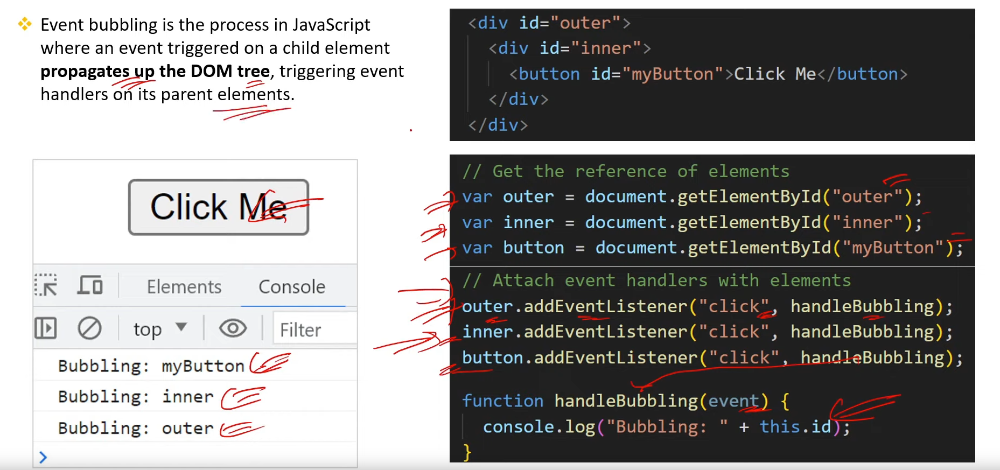 Event bubbling is the process in JavaScript
where an event triggered on a child element
propagates up the DOM tree, triggering event
handlers on its parent elements.
<div id="outer">
<div id="inner">
<button id="myButton">Click Me</button>
</div>
</div>
Click Me
Elements Console
top Filter
Bubbling: myButton
Bubbling: inner
Bubbling: outer
// Get the reference of elements
var outer = document.getElementById("outer");
var inner = document.getElementById("inner");
var button = document.getElementById("myButton");
// Attach event handlers with elements
outer.addEventListener("click", handleBubbling);
inner.addEventListener("click", handleBubbling);
button.addEventListener("click", handleBubbling);
function handleBubbling(event) {
console.log("Bubbling: " + this.id);
}